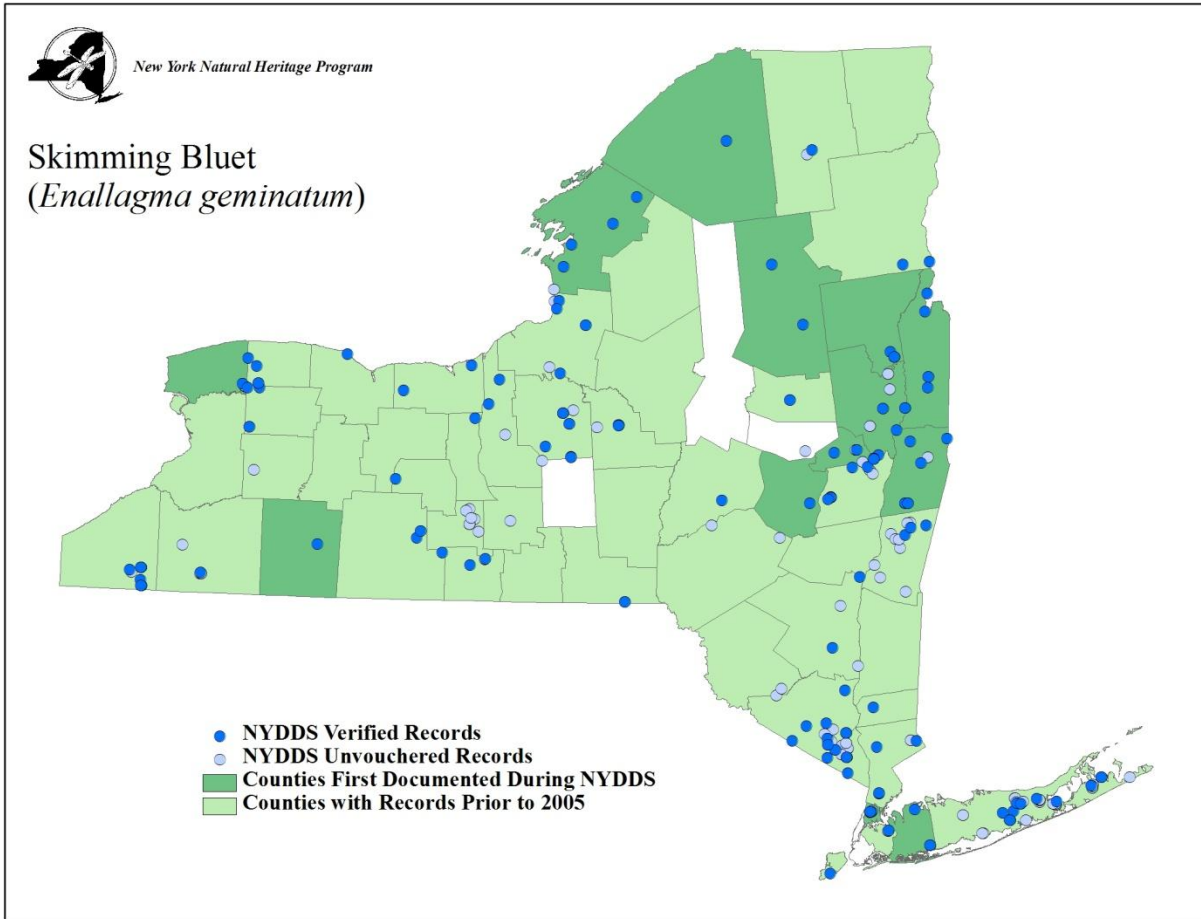 New York Natural Heritage Program
Skimming Bluet
(Enallagma geminatum)
NYDDS Verified Records
NYDDS Unvouchered Records
Counties First Documented During NYDDS
Counties with Records Prior to 2005